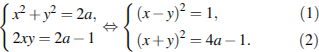 { x² + y² = 2a, ⇔ { (x − y)² = 1, (1)
2xy = 2a − 1 (x + y)² = 4a − 1. (2)